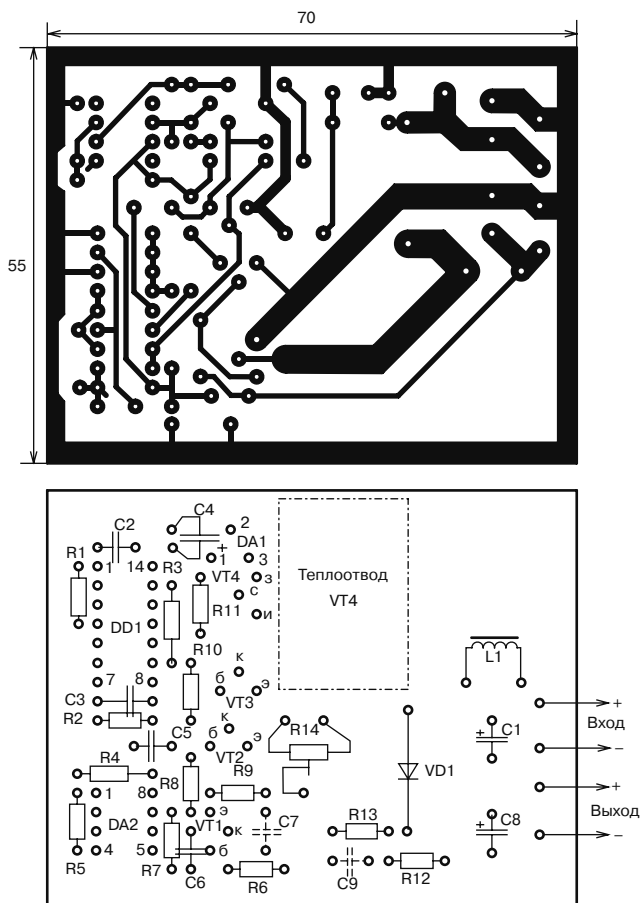 70
55
C4
C2
2
DA1
R1
1
14
R3
+
1
3
VT4
з
с
и
Теплоотвод
VT4
R11
DD1
L1
R10
к
7
8
C3
б
э
VT3
R2
к
+
Вход
C5
R14
C1
+
б
э
VT2
–
R4
R9
VD1
+
1
8
R8
Выход
DA2
э
C7
R13
C8
+
VT1
к
–
4
5
б
R5
R7
C6
R6
C9
R12